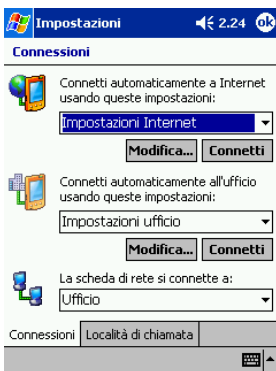 Impostazioni 2.24 ok
Connessioni
Connetti automaticamente a Internet
usando queste impostazioni:
Impostazioni Internet
Modifica... Connetti
Connetti automaticamente all'ufficio
usando queste impostazioni:
Impostazioni ufficio
Modifica... Connetti
La scheda di rete si connette a:
Ufficio
Connessioni Località di chiamata